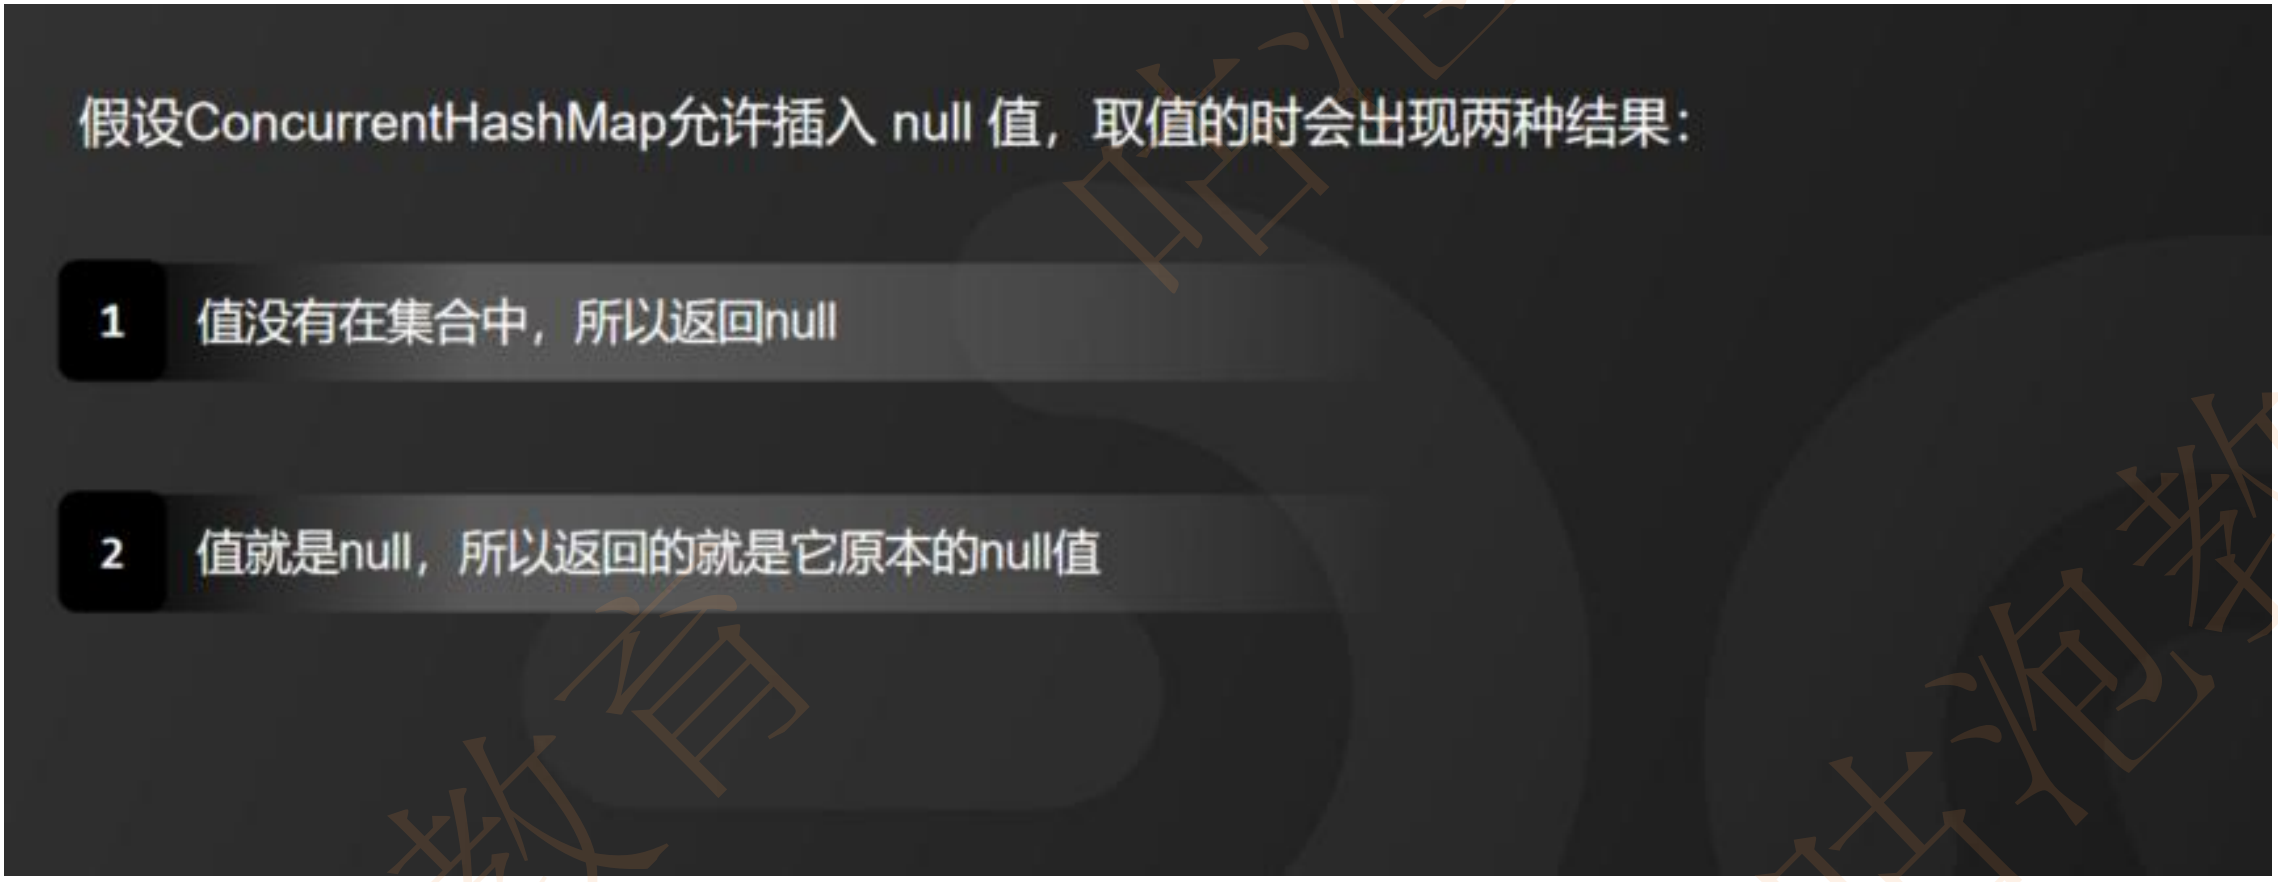 假设ConcurrentHashMap允许插入 null 值，取值的时会出现两种结果：
1 值没有在集合中，所以返回null
2 值就是null，所以返回的就是它原本的null值
咕泡
教育
咕泡教